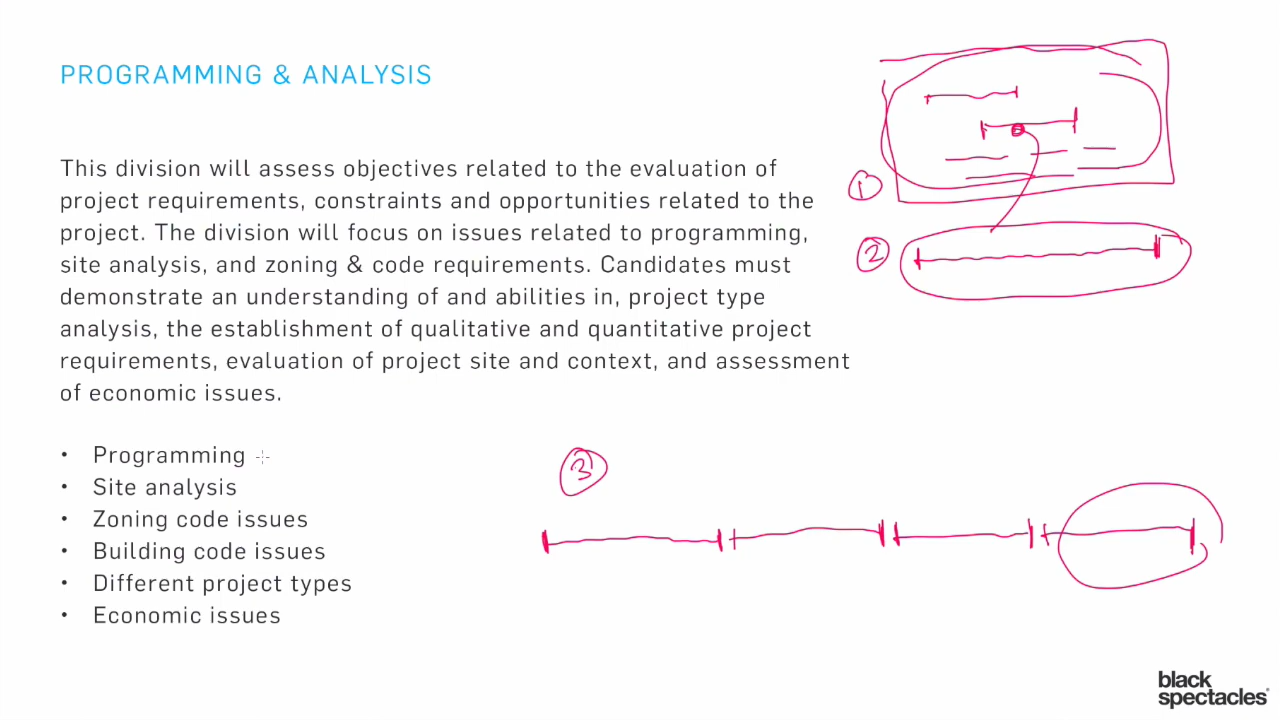 PROGRAMMING & ANALYSIS
This division will assess objectives related to the evaluation of
project requirements, constraints and opportunities related to the
project. The division will focus on issues related to programming,
site analysis, and zoning & code requirements. Candidates must
demonstrate an understanding of and abilities in, project type
analysis, the establishment of qualitative and quantitative project
requirements, evaluation of project site and context, and assessment
of economic issues.
• Programming
• Site analysis
• Zoning code issues
• Building code issues
• Different project types
• Economic issues
1
2
3
black
spectacles